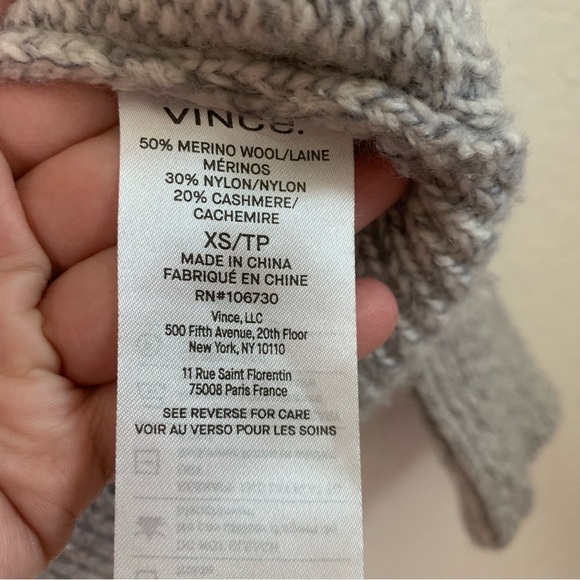 VINCE.
50% MERINO WOOL/LAINE
MÉRINOS
30% NYLON/NYLON
20% CASHMERE/
CACHEMIRE
XS/TP
MADE IN CHINA
FABRIQUÉ EN CHINE
RN#106730
Vince, LLC
500 Fifth Avenue, 20th Floor
New York, NY 10110
11 Rue Saint Florentin
75008 Paris France
SEE REVERSE FOR CARE
VOIR AU VERSO POUR LES SOINS